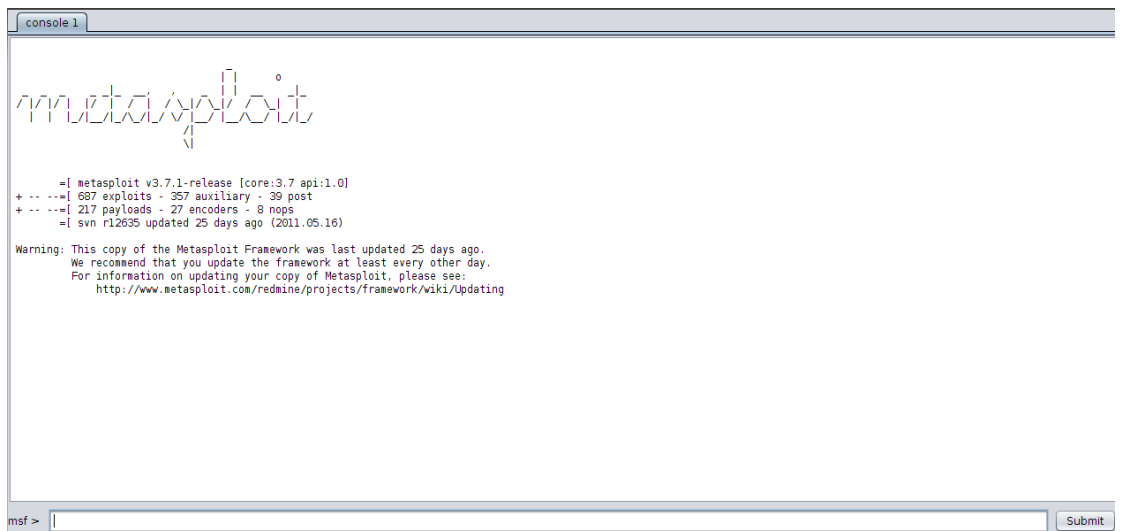 console 1
metasploit
=[ metasploit v3.7.1-release [core:3.7 api:1.0]
+ -- --=[ 687 exploits - 357 auxiliary - 39 post
+ -- --=[ 217 payloads - 27 encoders - 8 nops
=[ svn r12635 updated 25 days ago (2011.05.16)
Warning: This copy of the Metasploit Framework was last updated 25 days ago.
We recommend that you update the framework at least every other day.
For information on updating your copy of Metasploit, please see:
http://www.metasploit.com/redmine/projects/framework/wiki/Updating
msf >
Submit